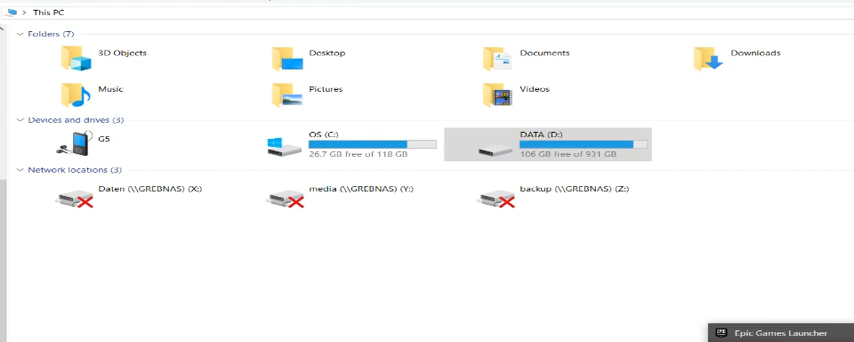 This PC
Folders (7)
3D Objects
Desktop
Documents
Downloads
Music
Pictures
Videos
Devices and drives (3)
G5
OS (C:)
26.7 GB free of 118 GB
DATA (D:)
106 GB free of 931 GB
Network locations (3)
Daten (\\GREBNAS) (X:)
media (\\GREBNAS) (Y:)
backup (\\GREBNAS) (Z:)
Epic Games Launcher